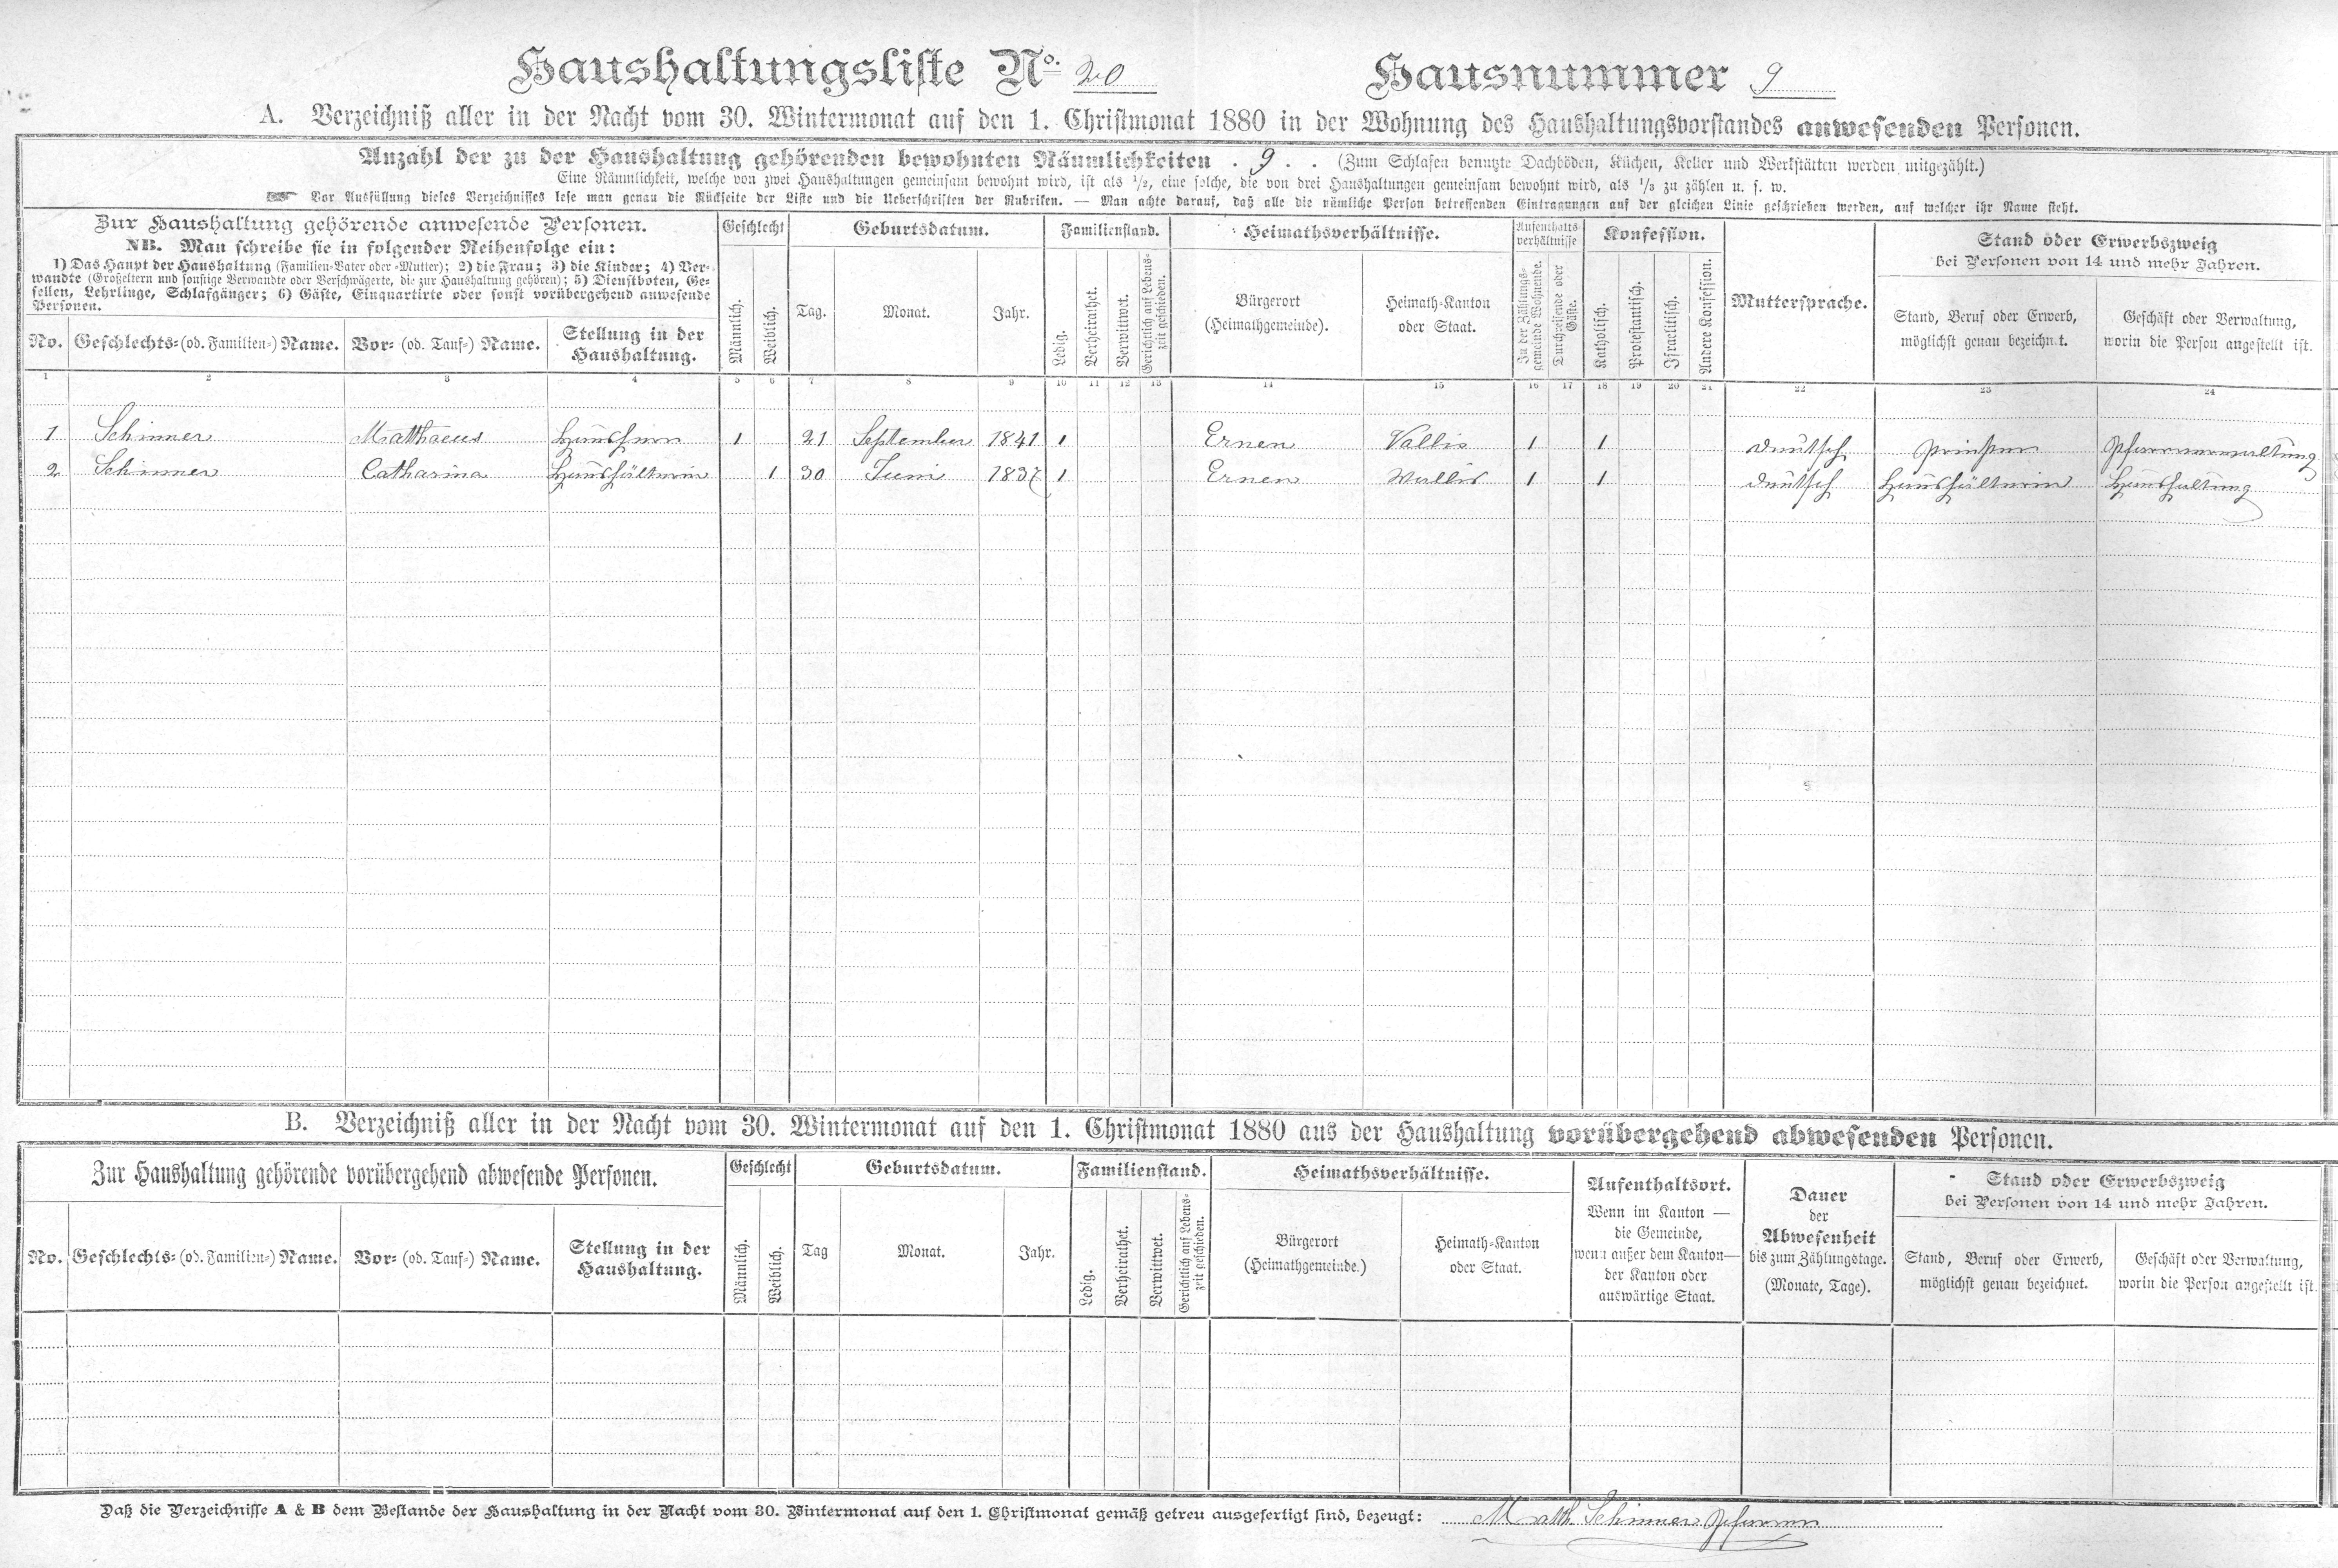 Haushaltungsliste No. 20 Hausnummer 9
A. Verzeichniß aller in der Nacht vom 30. Wintermonat auf den 1. Christmonat 1880 in der Wohnung des Haushaltungsvorstandes anwesenden Personen.
Anzahl der zu der Haushaltung gehörenden bewohnten Räumlichkeiten . 9 . . (Zum Schlafen benutzte Dachböden, Küchen, Keller und Werkstätten werden mitgezählt.)
Eine Räumlichkeit, welche von zwei Haushaltungen gemeinsam bewohnt wird, ist als 1/2, eine solche, die von drei Haushaltungen gemeinsam bewohnt wird, als 1/3 zu zählen u. s. w.
☛ Vor Ausfüllung dieses Verzeichnisses lese man genau die Rückseite der Liste und die Ueberschriften der Rubriken. — Man achte darauf, daß alle die nämliche Person betreffenden Eintragungen auf der gleichen Linie geschrieben werden, auf welcher ihr Name steht.
Zur Haushaltung gehörende anwesende Personen.
NB. Man schreibe sie in folgender Reihenfolge ein:
1) Das Haupt der Haushaltung (Familien-Vater oder -Mutter); 2) die Frau; 3) die Kinder; 4) Ver-
wandte (Großeltern und sonstige Verwandte oder Verschwägerte, die zur Haushaltung gehören); 5) Dienstboten, Ge-
sellen, Lehrlinge, Schlafgänger; 6) Gäste, Einquartirte oder sonst vorübergehend anwesende
Personen.
No. Geschlechts- (od. Familien-) Name. Vor- (od. Tauf-) Name. Stellung in der
Haushaltung.
Geschlecht
Männlich. Weiblich.
Geburtsdatum.
Tag. Monat. Jahr.
Familienstand.
Ledig. Verheirathet. Verwittwet. Gerichtlich auf Lebens-
zeit geschieden.
Heimathsverhältnisse.
Bürgerort
(Heimathgemeinde).
Heimath-Kanton
oder Staat.
Aufenthalts-
verhältnisse
In der Zählungs-
gemeinde Wohnende.
Durchreisende oder
Gäste.
Konfession.
Katholisch. Protestantisch. Israelitisch. Andere Konfession.
Muttersprache.
Stand oder Erwerbszweig
bei Personen von 14 und mehr Jahren.
Stand, Beruf oder Erwerb,
möglichst genau bezeichnet.
Geschäft oder Verwaltung,
worin die Person angestellt ist.
1 2 3 4 5 6 7 8 9 10 11 12 13 14 15 16 17 18 19 20 21 22 23 24
1 Schinner Matthaeus Hausherr 1 21 September 1841 1 Ernen Vallis 1 1 deutsch Priester Pfarrverwaltung
2 Schinner Catharina Haushälterin 1 30 Juni 1837 1 Ernen Wallis 1 1 deutsch Haushälterin Haushaltung
B. Verzeichniß aller in der Nacht vom 30. Wintermonat auf den 1. Christmonat 1880 aus der Haushaltung vorübergehend abwesenden Personen.
Zur Haushaltung gehörende vorübergehend abwesende Personen.
No. Geschlechts- (od. Familien-) Name. Vor- (od. Tauf-) Name. Stellung in der
Haushaltung.
Geschlecht
Männlich. Weiblich.
Geburtsdatum.
Tag Monat. Jahr.
Familienstand.
Ledig. Verheirathet. Verwittwet. Gerichtlich auf Lebens-
zeit geschieden.
Heimathsverhältnisse.
Bürgerort
(Heimathgemeinde.)
Heimath-Kanton
oder Staat.
Aufenthaltsort.
Wenn im Kanton —
die Gemeinde,
wenn außer dem Kanton—
der Kanton oder
auswärtige Staat.
Dauer
der
Abwesenheit
bis zum Zählungstage.
(Monate, Tage).
Stand oder Erwerbszweig
bei Personen von 14 und mehr Jahren.
Stand, Beruf oder Erwerb,
möglichst genau bezeichnet.
Geschäft oder Verwaltung,
worin die Person angestellt ist.
Daß die Verzeichnisse A & B dem Bestande der Haushaltung in der Nacht vom 30. Wintermonat auf den 1. Christmonat gemäß getreu ausgefertigt sind, bezeugt: Math. Schinner Pfarrer